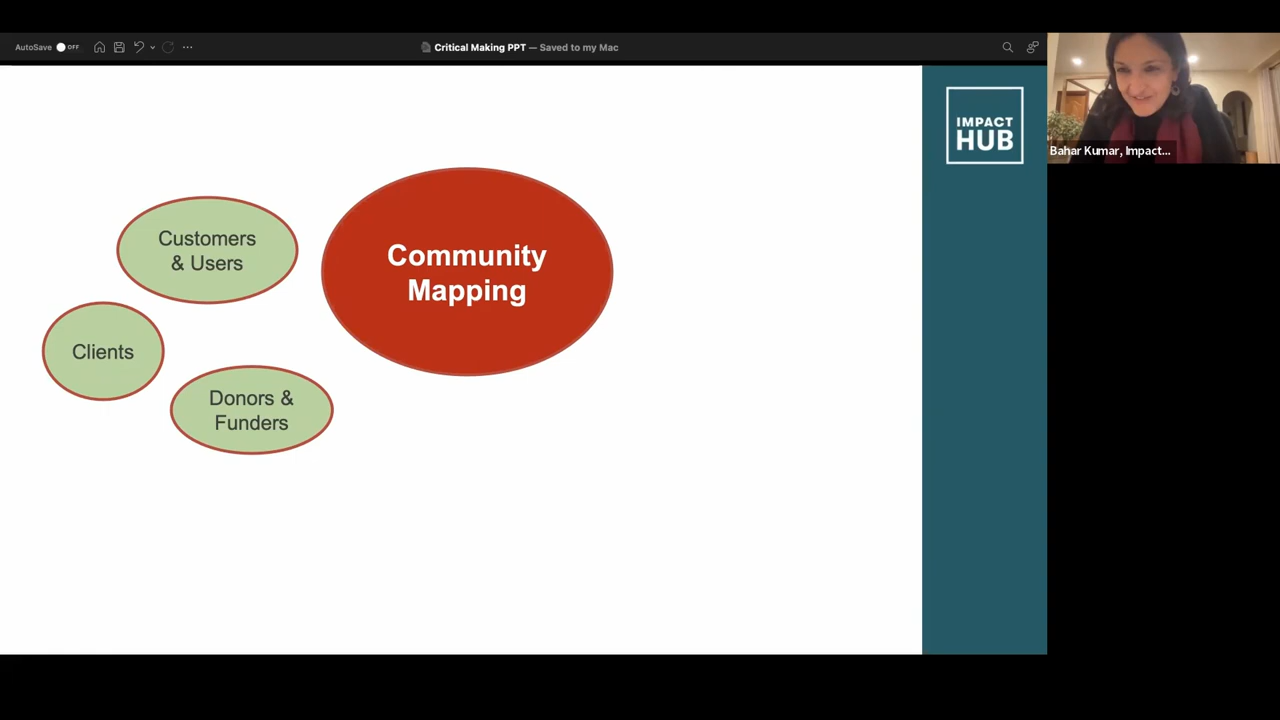 AutoSave OFF
Critical Making PPT — Saved to my Mac
IMPACT
HUB
Bahar Kumar, Impact...
Community
Mapping
Customers
& Users
Clients
Donors &
Funders